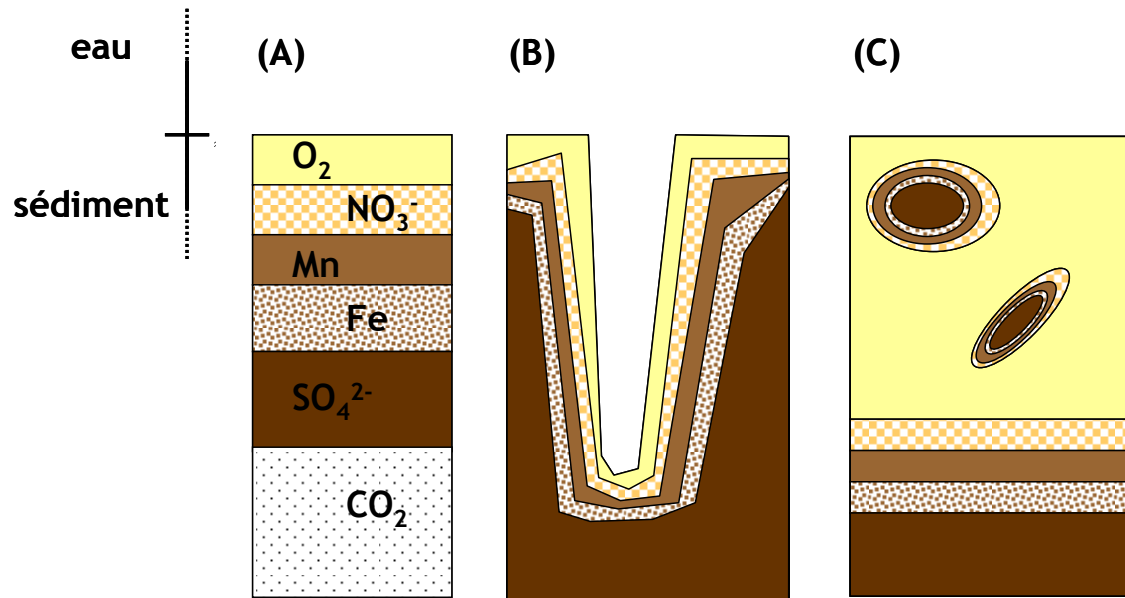 eau
sédiment
(A)
(B)
(C)
O₂
NO₃⁻
Mn
Fe
SO₄²⁻
CO₂